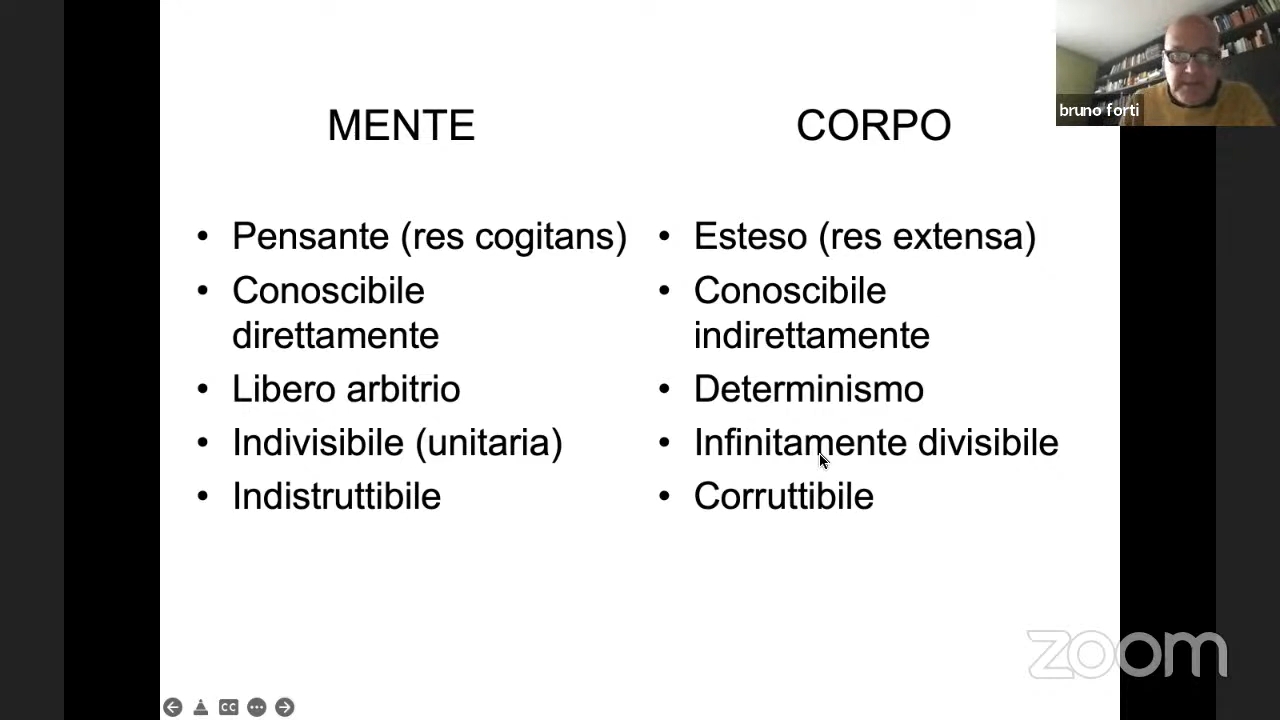 MENTE
• Pensante (res cogitans)
• Conoscibile
direttamente
• Libero arbitrio
• Indivisibile (unitaria)
• Indistruttibile
CORPO
• Esteso (res extensa)
• Conoscibile
indirettamente
• Determinismo
• Infinitamente divisibile
• Corruttibile
bruno forti
CC
zoom